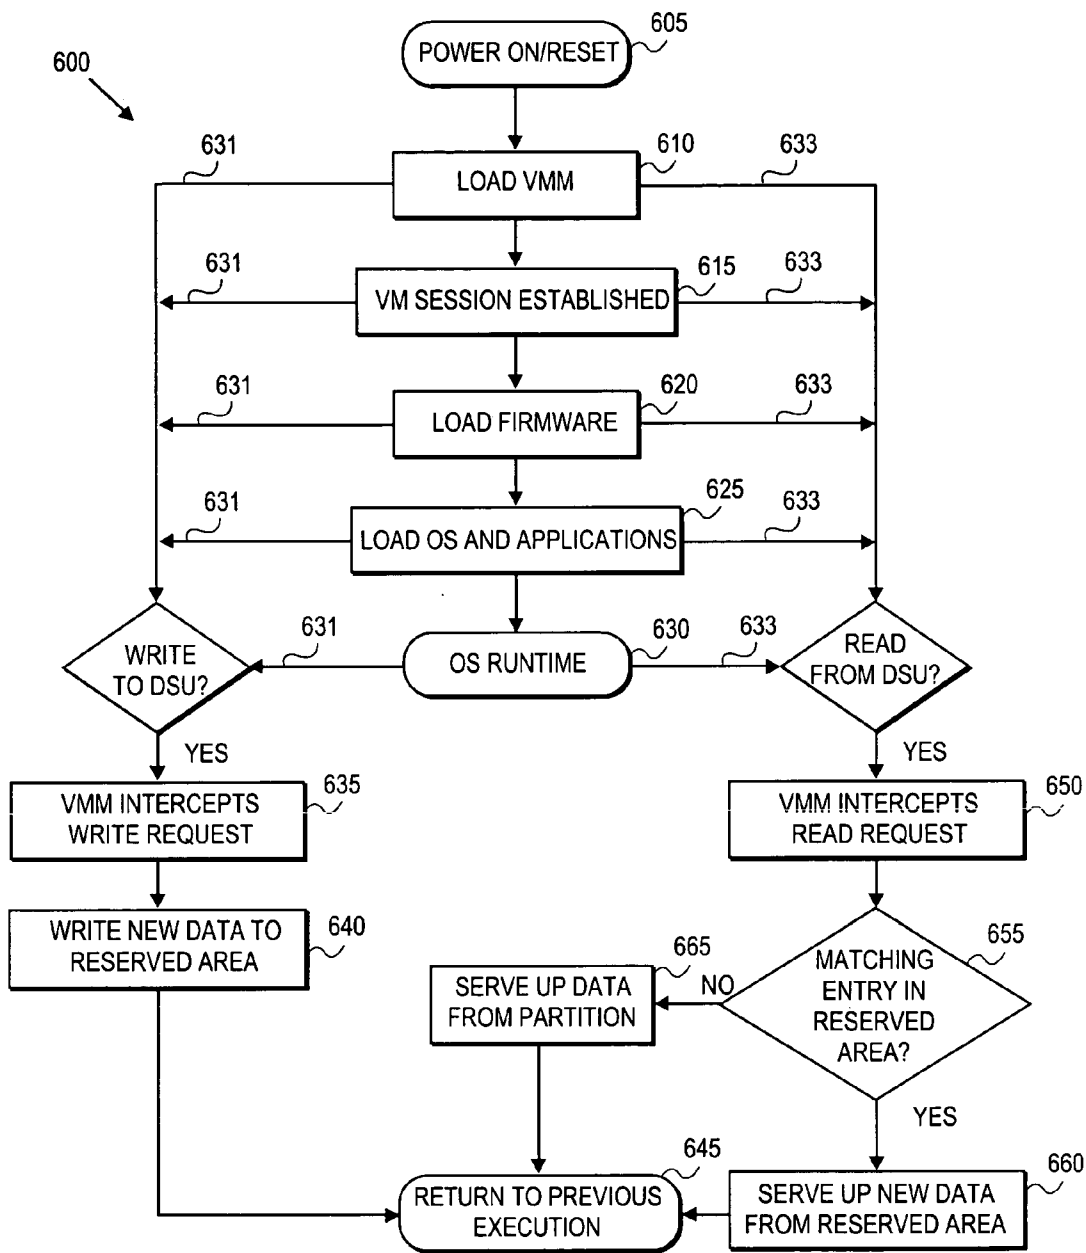 605
POWER ON/RESET
600
631
610
633
LOAD VMM
631
615
633
VM SESSION ESTABLISHED
631
620
633
LOAD FIRMWARE
631
625
633
LOAD OS AND APPLICATIONS
WRITE
TO DSU?
631
OS RUNTIME
630
633
READ
FROM DSU?
YES
YES
VMM INTERCEPTS
WRITE REQUEST
635
VMM INTERCEPTS
READ REQUEST
650
WRITE NEW DATA TO
RESERVED AREA
640
665
SERVE UP DATA
FROM PARTITION
NO
MATCHING
ENTRY IN
RESERVED
AREA?
655
YES
645
RETURN TO PREVIOUS
EXECUTION
660
SERVE UP NEW DATA
FROM RESERVED AREA